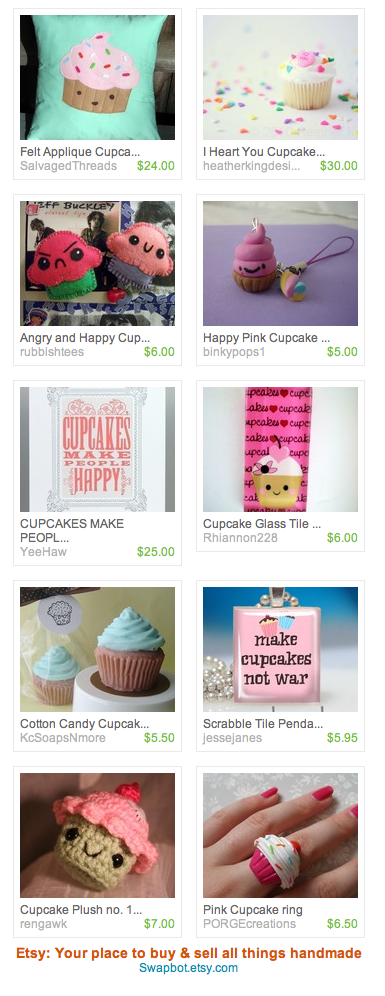 Felt Applique Cupca...
SalvagedThreads $24.00
I Heart You Cupcake...
heatherkingdesi... $30.00
JEFF BUCKLEY
Angry and Happy Cup...
rubbishtees $6.00
Happy Pink Cupcake ...
binkypops1 $5.00
CUPCAKES
MAKE
PEOPLE
HAPPY
CUPCAKES MAKE
PEOPL...
YeeHaw $25.00
cupcakes
Cupcake Glass Tile ...
Rhiannon228 $6.00
Cotton Candy Cupcak...
KcSoapsNmore $5.50
make
cupcakes
not war
Scrabble Tile Penda...
jessejanes $5.95
Cupcake Plush no. 1...
rengawk $7.00
Pink Cupcake ring
PORGEcreations $6.50
Etsy: Your place to buy & sell all things handmade
Swapbot.etsy.com